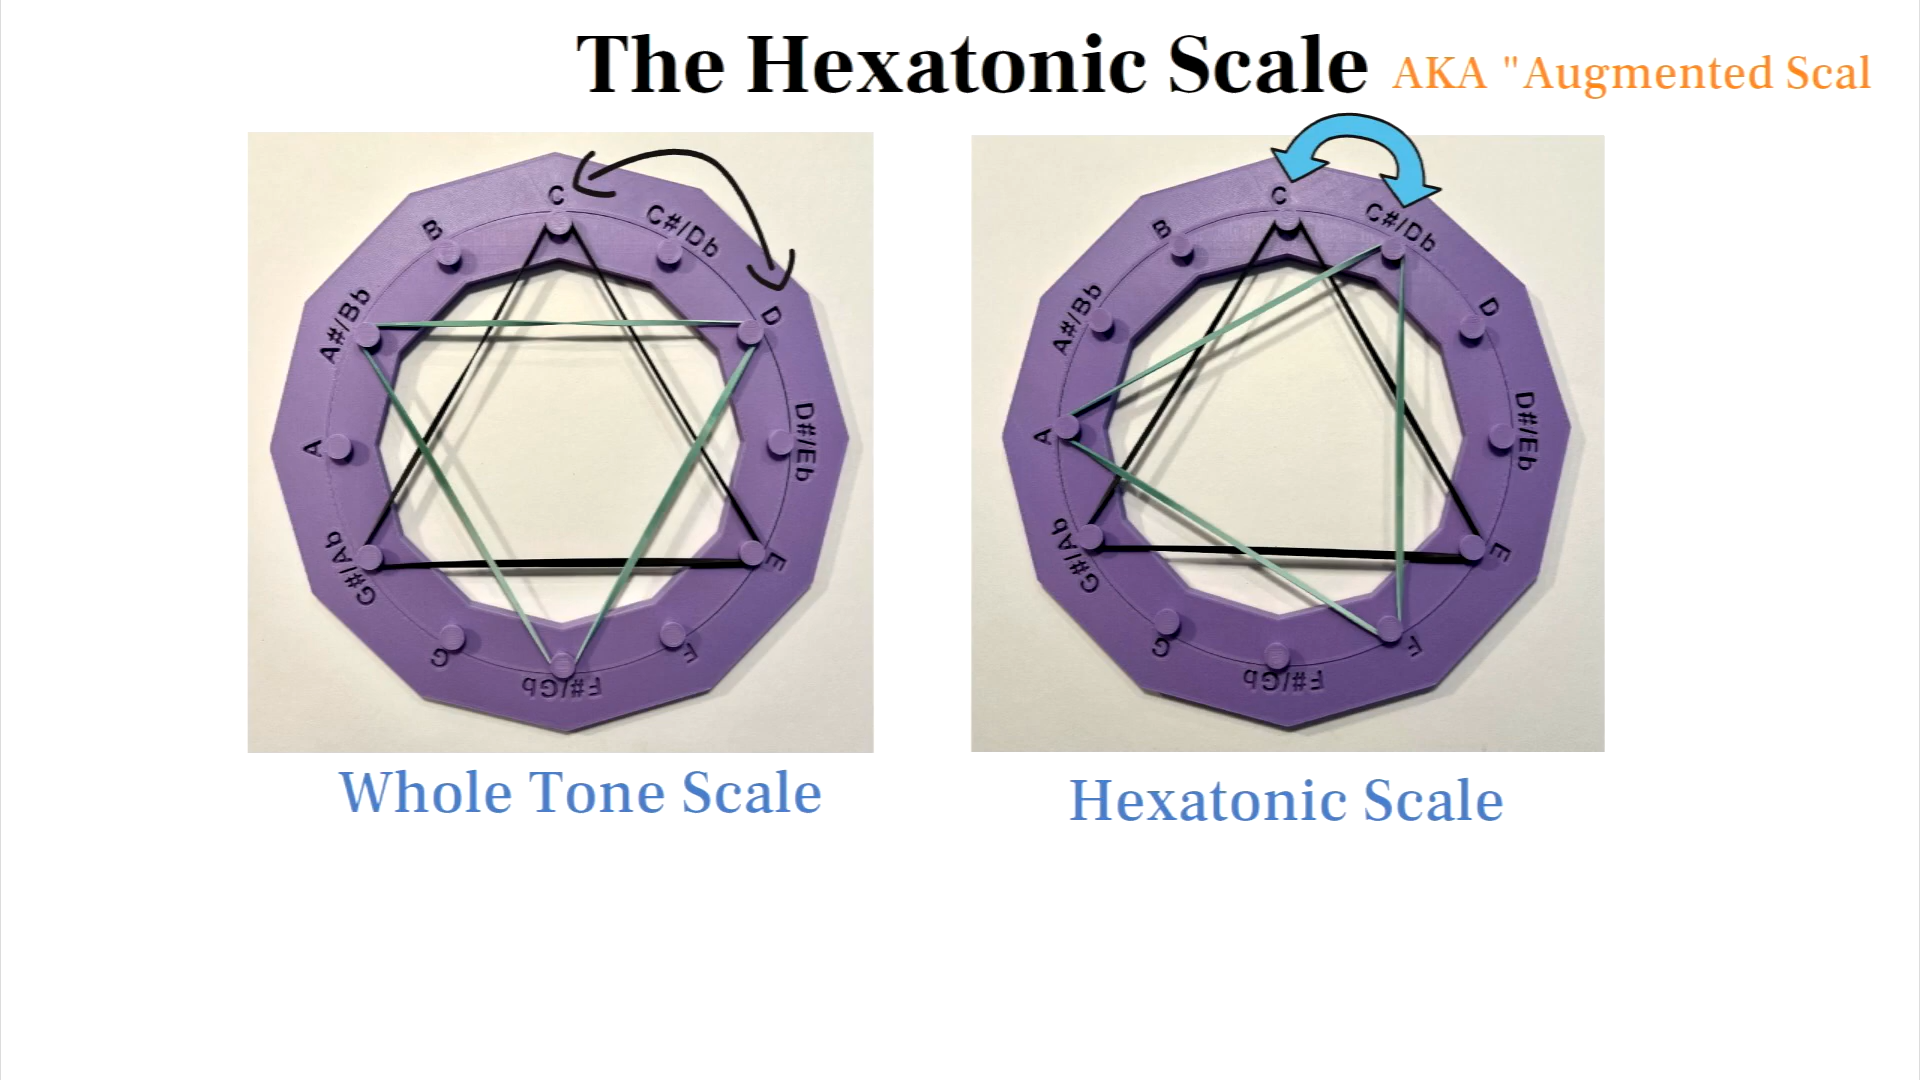 The Hexatonic Scale AKA "Augmented Scal
C
C#/Db
D
D#/Eb
E
F
F#/Gb
G
G#/Ab
A
A#/Bb
B
C
C#/Db
D
D#/Eb
E
F
F#/Gb
G
G#/Ab
A
A#/Bb
B
Whole Tone Scale
Hexatonic Scale